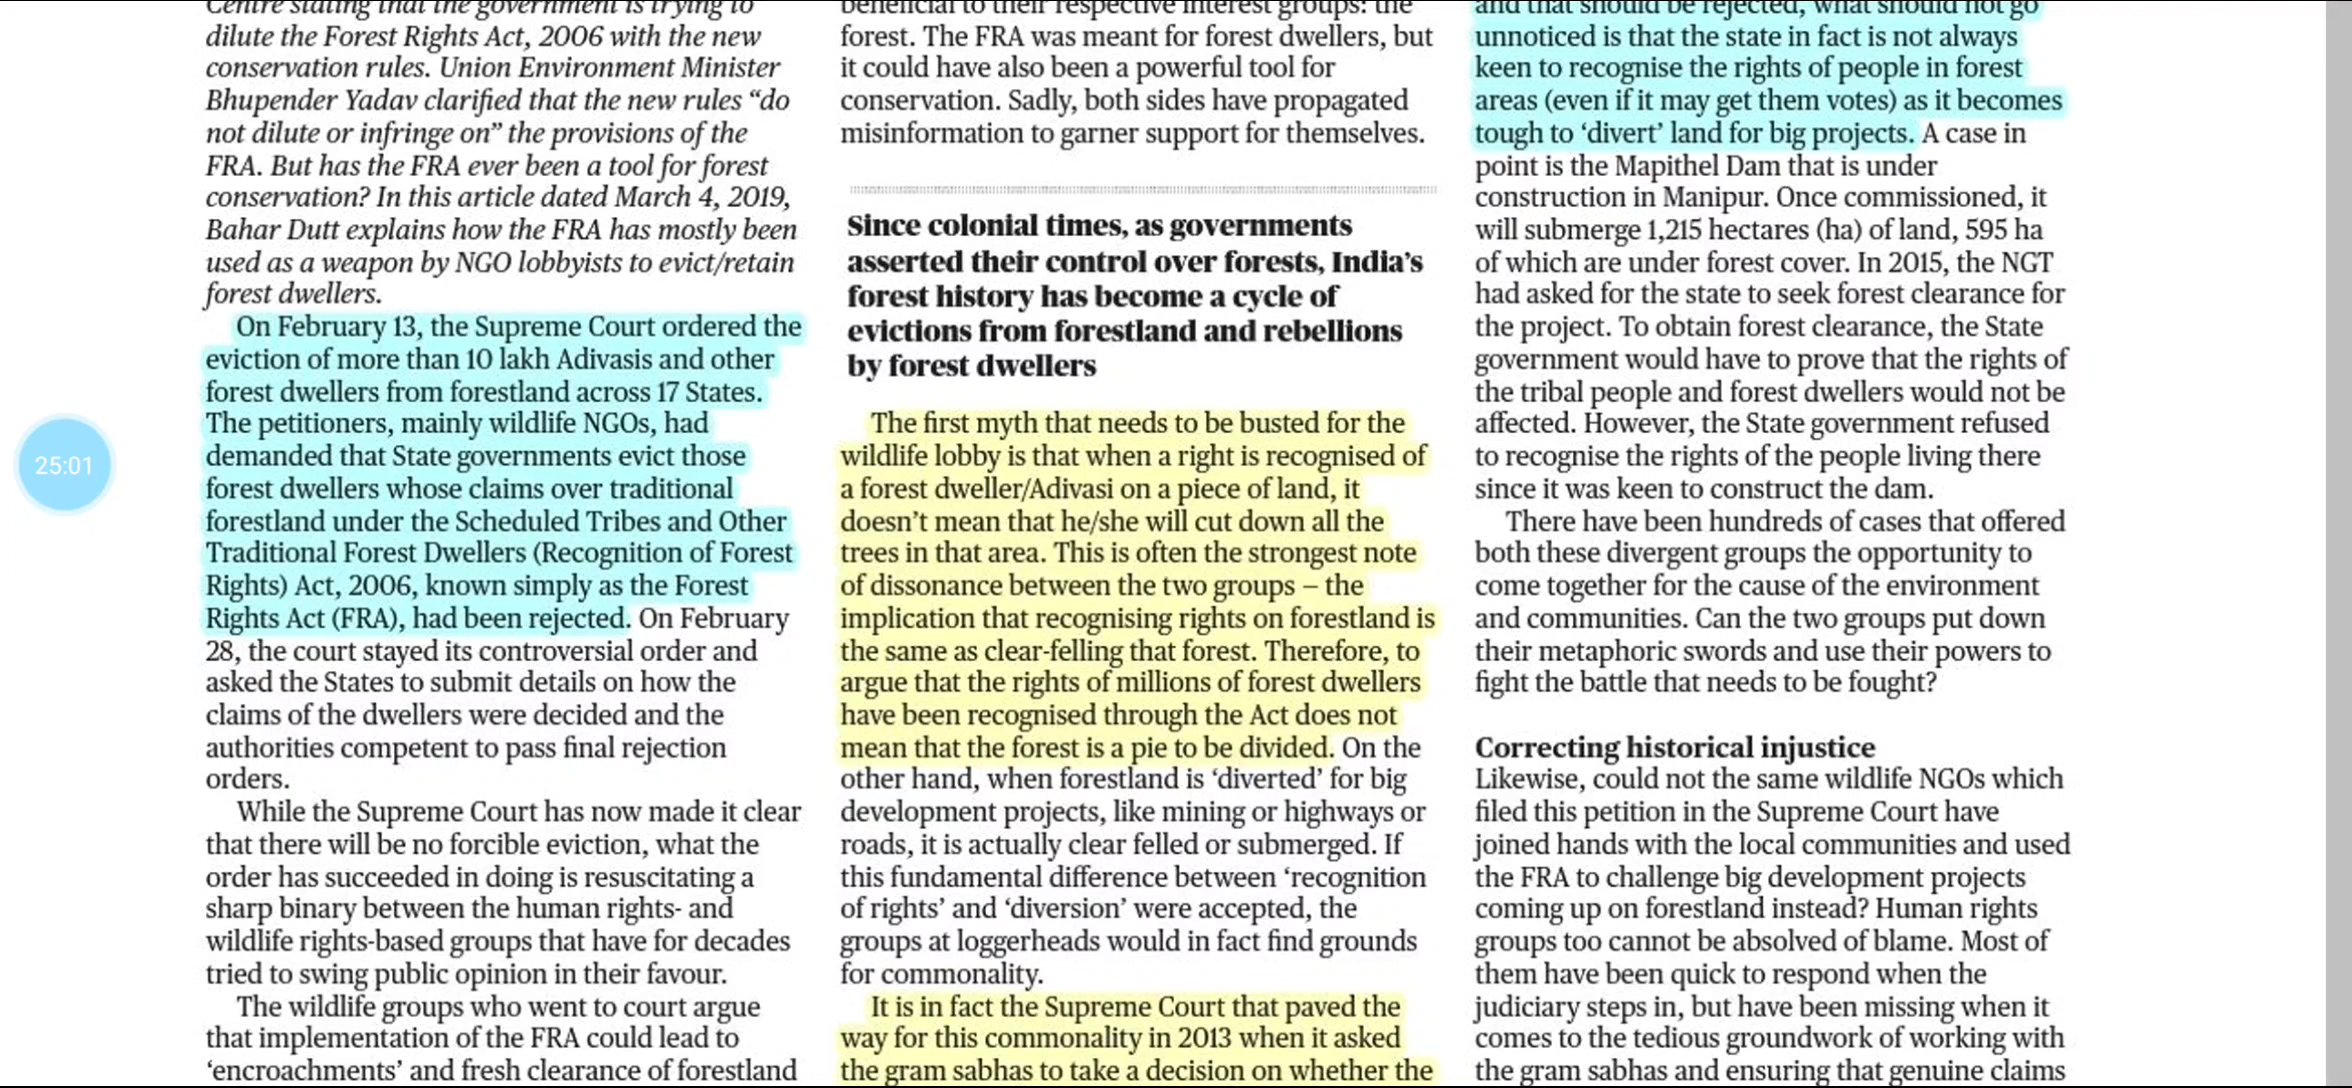 Centre stating that the government is trying to
dilute the Forest Rights Act, 2006 with the new
conservation rules. Union Environment Minister
Bhupender Yadav clarified that the new rules “do
not dilute or infringe on” the provisions of the
FRA. But has the FRA ever been a tool for forest
conservation? In this article dated March 4, 2019,
Bahar Dutt explains how the FRA has mostly been
used as a weapon by NGO lobbyists to evict/retain
forest dwellers.
On February 13, the Supreme Court ordered the
eviction of more than 10 lakh Adivasis and other
forest dwellers from forestland across 17 States.
The petitioners, mainly wildlife NGOs, had
demanded that State governments evict those
forest dwellers whose claims over traditional
forestland under the Scheduled Tribes and Other
Traditional Forest Dwellers (Recognition of Forest
Rights) Act, 2006, known simply as the Forest
Rights Act (FRA), had been rejected. On February
28, the court stayed its controversial order and
asked the States to submit details on how the
claims of the dwellers were decided and the
authorities competent to pass final rejection
orders.
While the Supreme Court has now made it clear
that there will be no forcible eviction, what the
order has succeeded in doing is resuscitating a
sharp binary between the human rights- and
wildlife rights-based groups that have for decades
tried to swing public opinion in their favour.
The wildlife groups who went to court argue
that implementation of the FRA could lead to
‘encroachments’ and fresh clearance of forestland
25:01
beneficial to their respective interest groups: the
forest. The FRA was meant for forest dwellers, but
it could have also been a powerful tool for
conservation. Sadly, both sides have propagated
misinformation to garner support for themselves.
Since colonial times, as governments
asserted their control over forests, India’s
forest history has become a cycle of
evictions from forestland and rebellions
by forest dwellers
The first myth that needs to be busted for the
wildlife lobby is that when a right is recognised of
a forest dweller/Adivasi on a piece of land, it
doesn’t mean that he/she will cut down all the
trees in that area. This is often the strongest note
of dissonance between the two groups – the
implication that recognising rights on forestland is
the same as clear-felling that forest. Therefore, to
argue that the rights of millions of forest dwellers
have been recognised through the Act does not
mean that the forest is a pie to be divided. On the
other hand, when forestland is ‘diverted’ for big
development projects, like mining or highways or
roads, it is actually clear felled or submerged. If
this fundamental difference between ‘recognition
of rights’ and ‘diversion’ were accepted, the
groups at loggerheads would in fact find grounds
for commonality.
It is in fact the Supreme Court that paved the
way for this commonality in 2013 when it asked
the gram sabhas to take a decision on whether the
and that should be rejected, what should not go
unnoticed is that the state in fact is not always
keen to recognise the rights of people in forest
areas (even if it may get them votes) as it becomes
tough to ‘divert’ land for big projects. A case in
point is the Mapithel Dam that is under
construction in Manipur. Once commissioned, it
will submerge 1,215 hectares (ha) of land, 595 ha
of which are under forest cover. In 2015, the NGT
had asked for the state to seek forest clearance for
the project. To obtain forest clearance, the State
government would have to prove that the rights of
the tribal people and forest dwellers would not be
affected. However, the State government refused
to recognise the rights of the people living there
since it was keen to construct the dam.
There have been hundreds of cases that offered
both these divergent groups the opportunity to
come together for the cause of the environment
and communities. Can the two groups put down
their metaphoric swords and use their powers to
fight the battle that needs to be fought?
Correcting historical injustice
Likewise, could not the same wildlife NGOs which
filed this petition in the Supreme Court have
joined hands with the local communities and used
the FRA to challenge big development projects
coming up on forestland instead? Human rights
groups too cannot be absolved of blame. Most of
them have been quick to respond when the
judiciary steps in, but have been missing when it
comes to the tedious groundwork of working with
the gram sabhas and ensuring that genuine claims